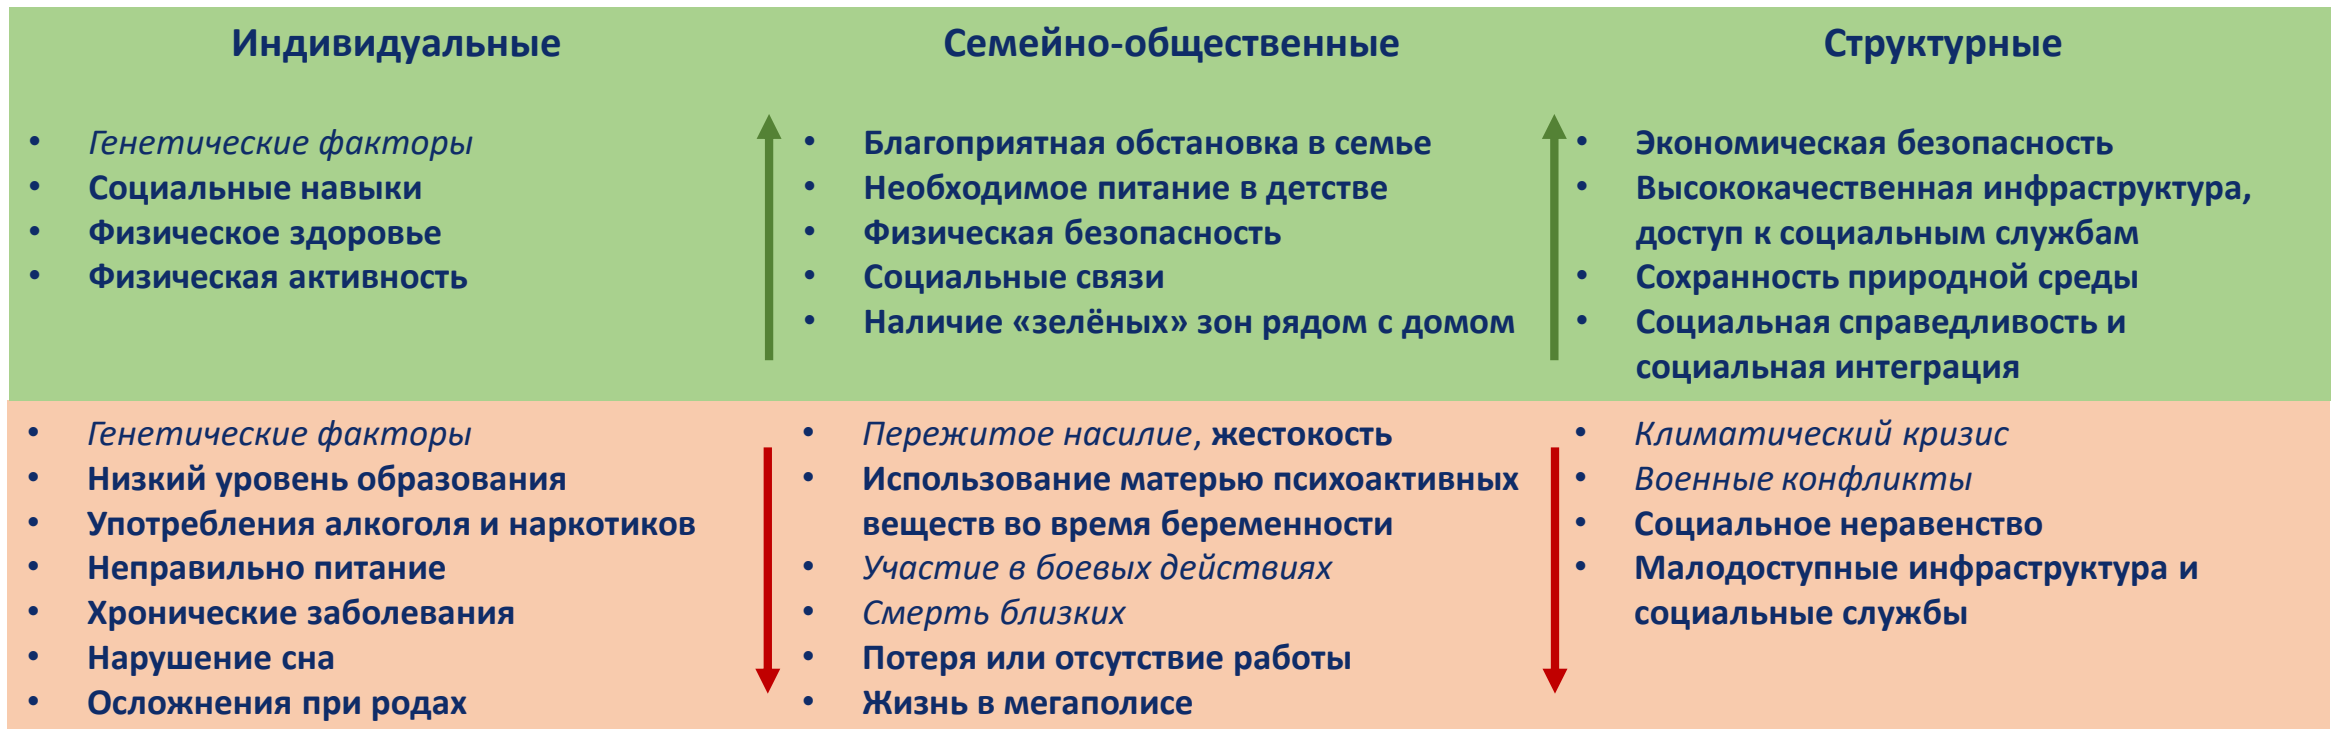 Индивидуальные
• Генетические факторы
• Социальные навыки
• Физическое здоровье
• Физическая активность
Семейно-общественные
• Благоприятная обстановка в семье
• Необходимое питание в детстве
• Физическая безопасность
• Социальные связи
• Наличие «зелёных» зон рядом с домом
Структурные
• Экономическая безопасность
• Высококачественная инфраструктура,
доступ к социальным службам
• Сохранность природной среды
• Социальная справедливость и
социальная интеграция
• Генетические факторы
• Низкий уровень образования
• Употребления алкоголя и наркотиков
• Неправильно питание
• Хронические заболевания
• Нарушение сна
• Осложнения при родах
• Пережитое насилие, жестокость
• Использование матерью психоактивных
веществ во время беременности
• Участие в боевых действиях
• Смерть близких
• Потеря или отсутствие работы
• Жизнь в мегаполисе
• Климатический кризис
• Военные конфликты
• Социальное неравенство
• Малодоступные инфраструктура и
социальные службы